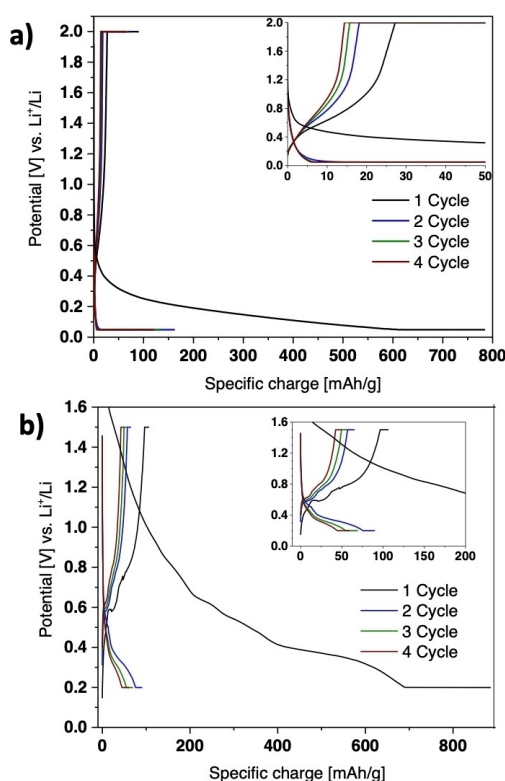 a)
2.0
1.8
1.6
1.4
1.2
1.0
0.8
0.6
0.4
0.2
0.0
Potential [V] vs. Li⁺/Li
2.0
1.6
1.2
0.8
0.4
0.0
0 10 20 30 40 50
1 Cycle
2 Cycle
3 Cycle
4 Cycle
0 100 200 300 400 500 600 700 800
Specific charge [mAh/g]
b)
1.6
1.4
1.2
1.0
0.8
0.6
0.4
0.2
0.0
Potential [V] vs. Li⁺/Li
1.6
1.2
0.8
0.4
0.0
0 50 100 150 200
1 Cycle
2 Cycle
3 Cycle
4 Cycle
0 200 400 600 800
Specific charge [mAh/g]